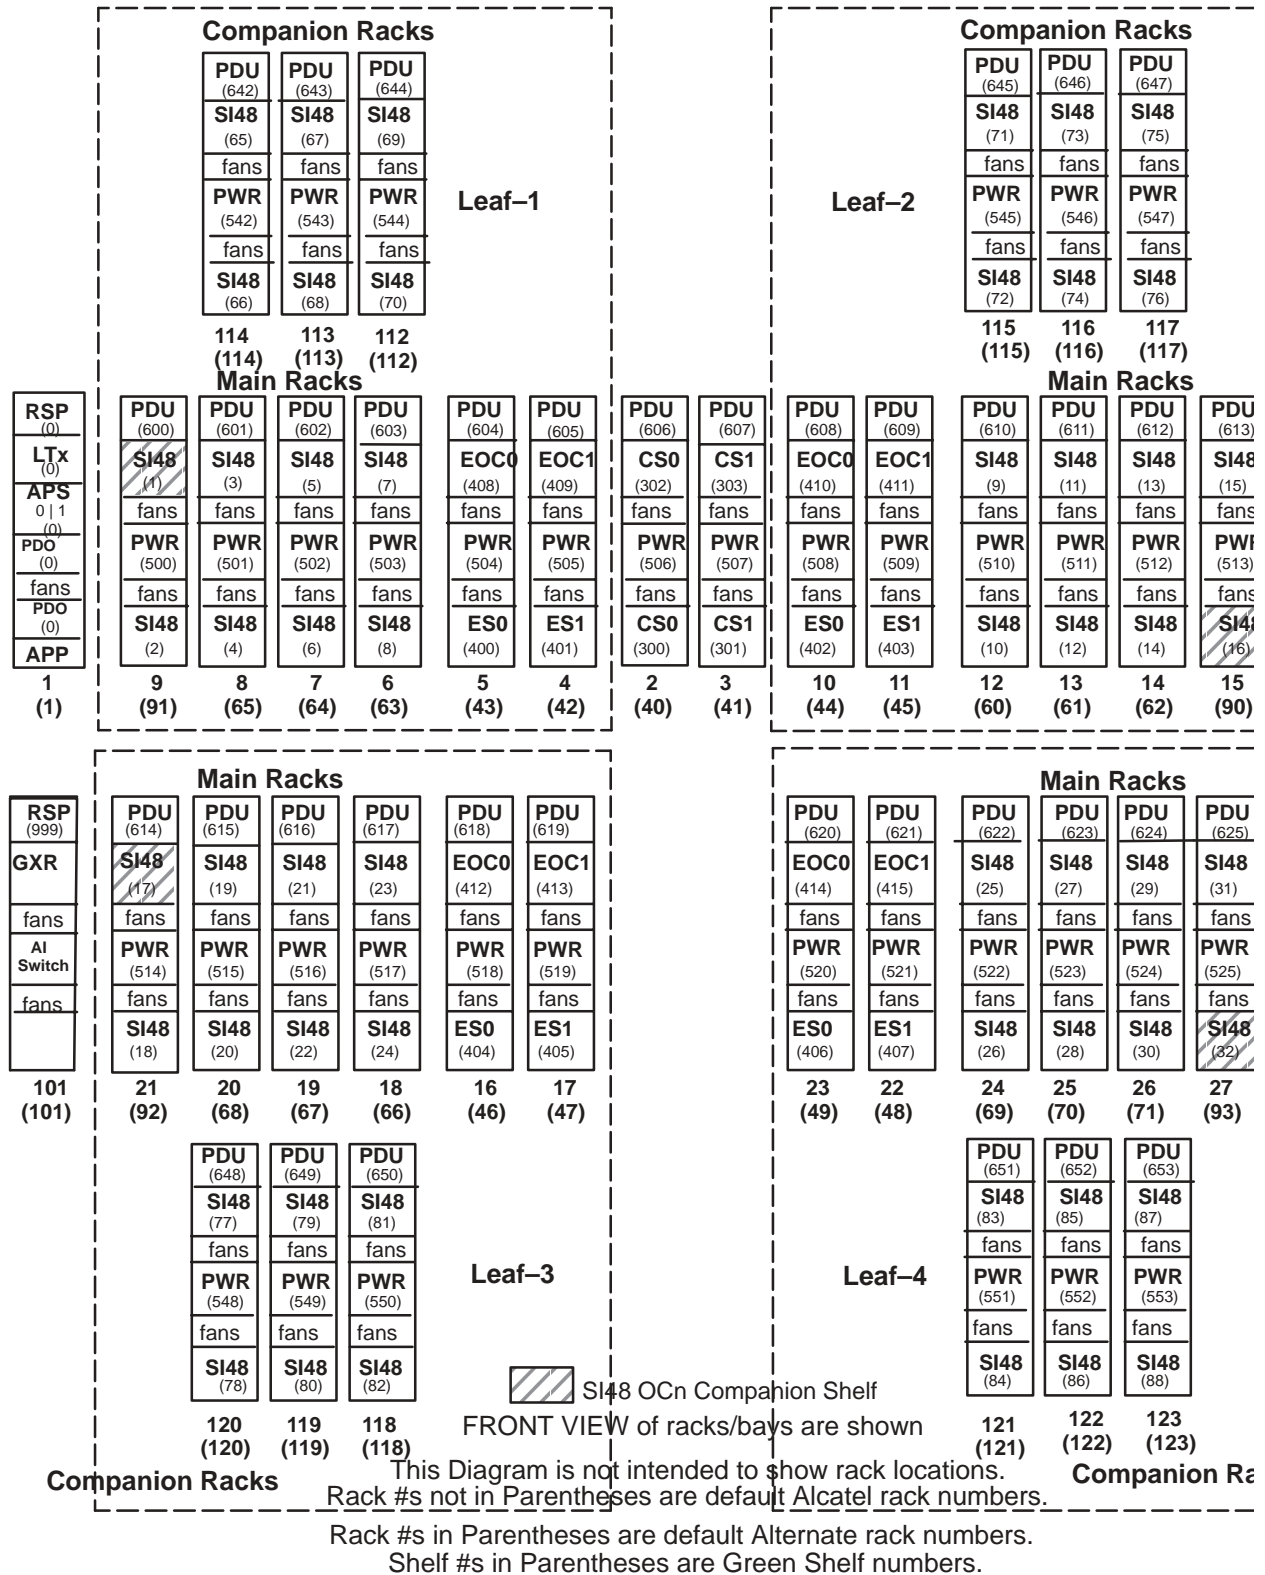 Companion Racks
Companion Racks
PDU PDU PDU
(642) (643) (644)
SI48 SI48 SI48
(65) (67) (69)
fans fans fans
PWR PWR PWR
(542) (543) (544)
fans fans fans
SI48 SI48 SI48
(66) (68) (70)
114 113 112
(114) (113) (112)
Leaf–1
Leaf–2
PDU PDU PDU
(645) (646) (647)
SI48 SI48 SI48
(71) (73) (75)
fans fans fans
PWR PWR PWR
(545) (546) (547)
fans fans fans
SI48 SI48 SI48
(72) (74) (76)
115 116 117
(115) (116) (117)
Main Racks
Main Racks
RSP
(0)
LTx
(0)
APS
0 | 1
(0)
PDO
(0)
fans
PDO
(0)
APP
1
(1)
PDU PDU PDU PDU PDU PDU PDU PDU PDU PDU PDU PDU PDU PDU
(600) (601) (602) (603) (604) (605) (606) (607) (608) (609) (610) (611) (612) (613)
SI48 SI48 SI48 SI48 EOC0 EOC1 CS0 CS1 EOC0 EOC1 SI48 SI48 SI48 SI48
(1) (3) (5) (7) (408) (409) (302) (303) (410) (411) (9) (11) (13) (15)
fans fans fans fans fans fans fans fans fans fans fans fans fans fans
PWR PWR PWR PWR PWR PWR PWR PWR PWR PWR PWR PWR PWR PWR
(500) (501) (502) (503) (504) (505) (506) (507) (508) (509) (510) (511) (512) (513)
fans fans fans fans fans fans fans fans fans fans fans fans fans fans
SI48 SI48 SI48 SI48 ES0 ES1 CS0 CS1 ES0 ES1 SI48 SI48 SI48 SI48
(2) (4) (6) (8) (400) (401) (300) (301) (402) (403) (10) (12) (14) (16)
9 8 7 6 5 4 2 3 10 11 12 13 14 15
(91) (65) (64) (63) (43) (42) (40) (41) (44) (45) (60) (61) (62) (90)
Main Racks
Main Racks
RSP
(999)
GXR
fans
AI
Switch
fans
101
(101)
PDU PDU PDU PDU PDU PDU PDU PDU PDU PDU PDU PDU
(614) (615) (616) (617) (618) (619) (620) (621) (622) (623) (624) (625)
SI48 SI48 SI48 SI48 EOC0 EOC1 EOC0 EOC1 SI48 SI48 SI48 SI48
(17) (19) (21) (23) (412) (413) (414) (415) (25) (27) (29) (31)
fans fans fans fans fans fans fans fans fans fans fans fans
PWR PWR PWR PWR PWR PWR PWR PWR PWR PWR PWR PWR
(514) (515) (516) (517) (518) (519) (520) (521) (522) (523) (524) (525)
fans fans fans fans fans fans fans fans fans fans fans fans
SI48 SI48 SI48 SI48 ES0 ES1 ES0 ES1 SI48 SI48 SI48 SI48
(18) (20) (22) (24) (404) (405) (406) (407) (26) (28) (30) (32)
21 20 19 18 16 17 23 22 24 25 26 27
(92) (68) (67) (66) (46) (47) (49) (48) (69) (70) (71) (93)
PDU PDU PDU
(648) (649) (650)
SI48 SI48 SI48
(77) (79) (81)
fans fans fans
PWR PWR PWR
(548) (549) (550)
fans fans fans
SI48 SI48 SI48
(78) (80) (82)
120 119 118
(120) (119) (118)
Companion Racks
Leaf–3
Leaf–4
PDU PDU PDU
(651) (652) (653)
SI48 SI48 SI48
(83) (85) (87)
fans fans fans
PWR PWR PWR
(551) (552) (553)
fans fans fans
SI48 SI48 SI48
(84) (86) (88)
121 122 123
(121) (122) (123)
Companion Ra
SI48 OCn Companion Shelf
FRONT VIEW of racks/bays are shown
This Diagram is not intended to show rack locations.
Rack #s not in Parentheses are default Alcatel rack numbers.
Rack #s in Parentheses are default Alternate rack numbers.
Shelf #s in Parentheses are Green Shelf numbers.